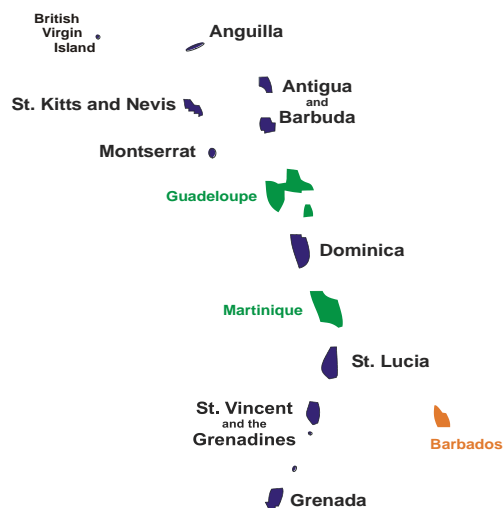 British
Virgin
Island
Anguilla
Antigua
and
Barbuda
St. Kitts and Nevis
Montserrat
Guadeloupe
Dominica
Martinique
St. Lucia
St. Vincent
and the
Grenadines
Barbados
Grenada